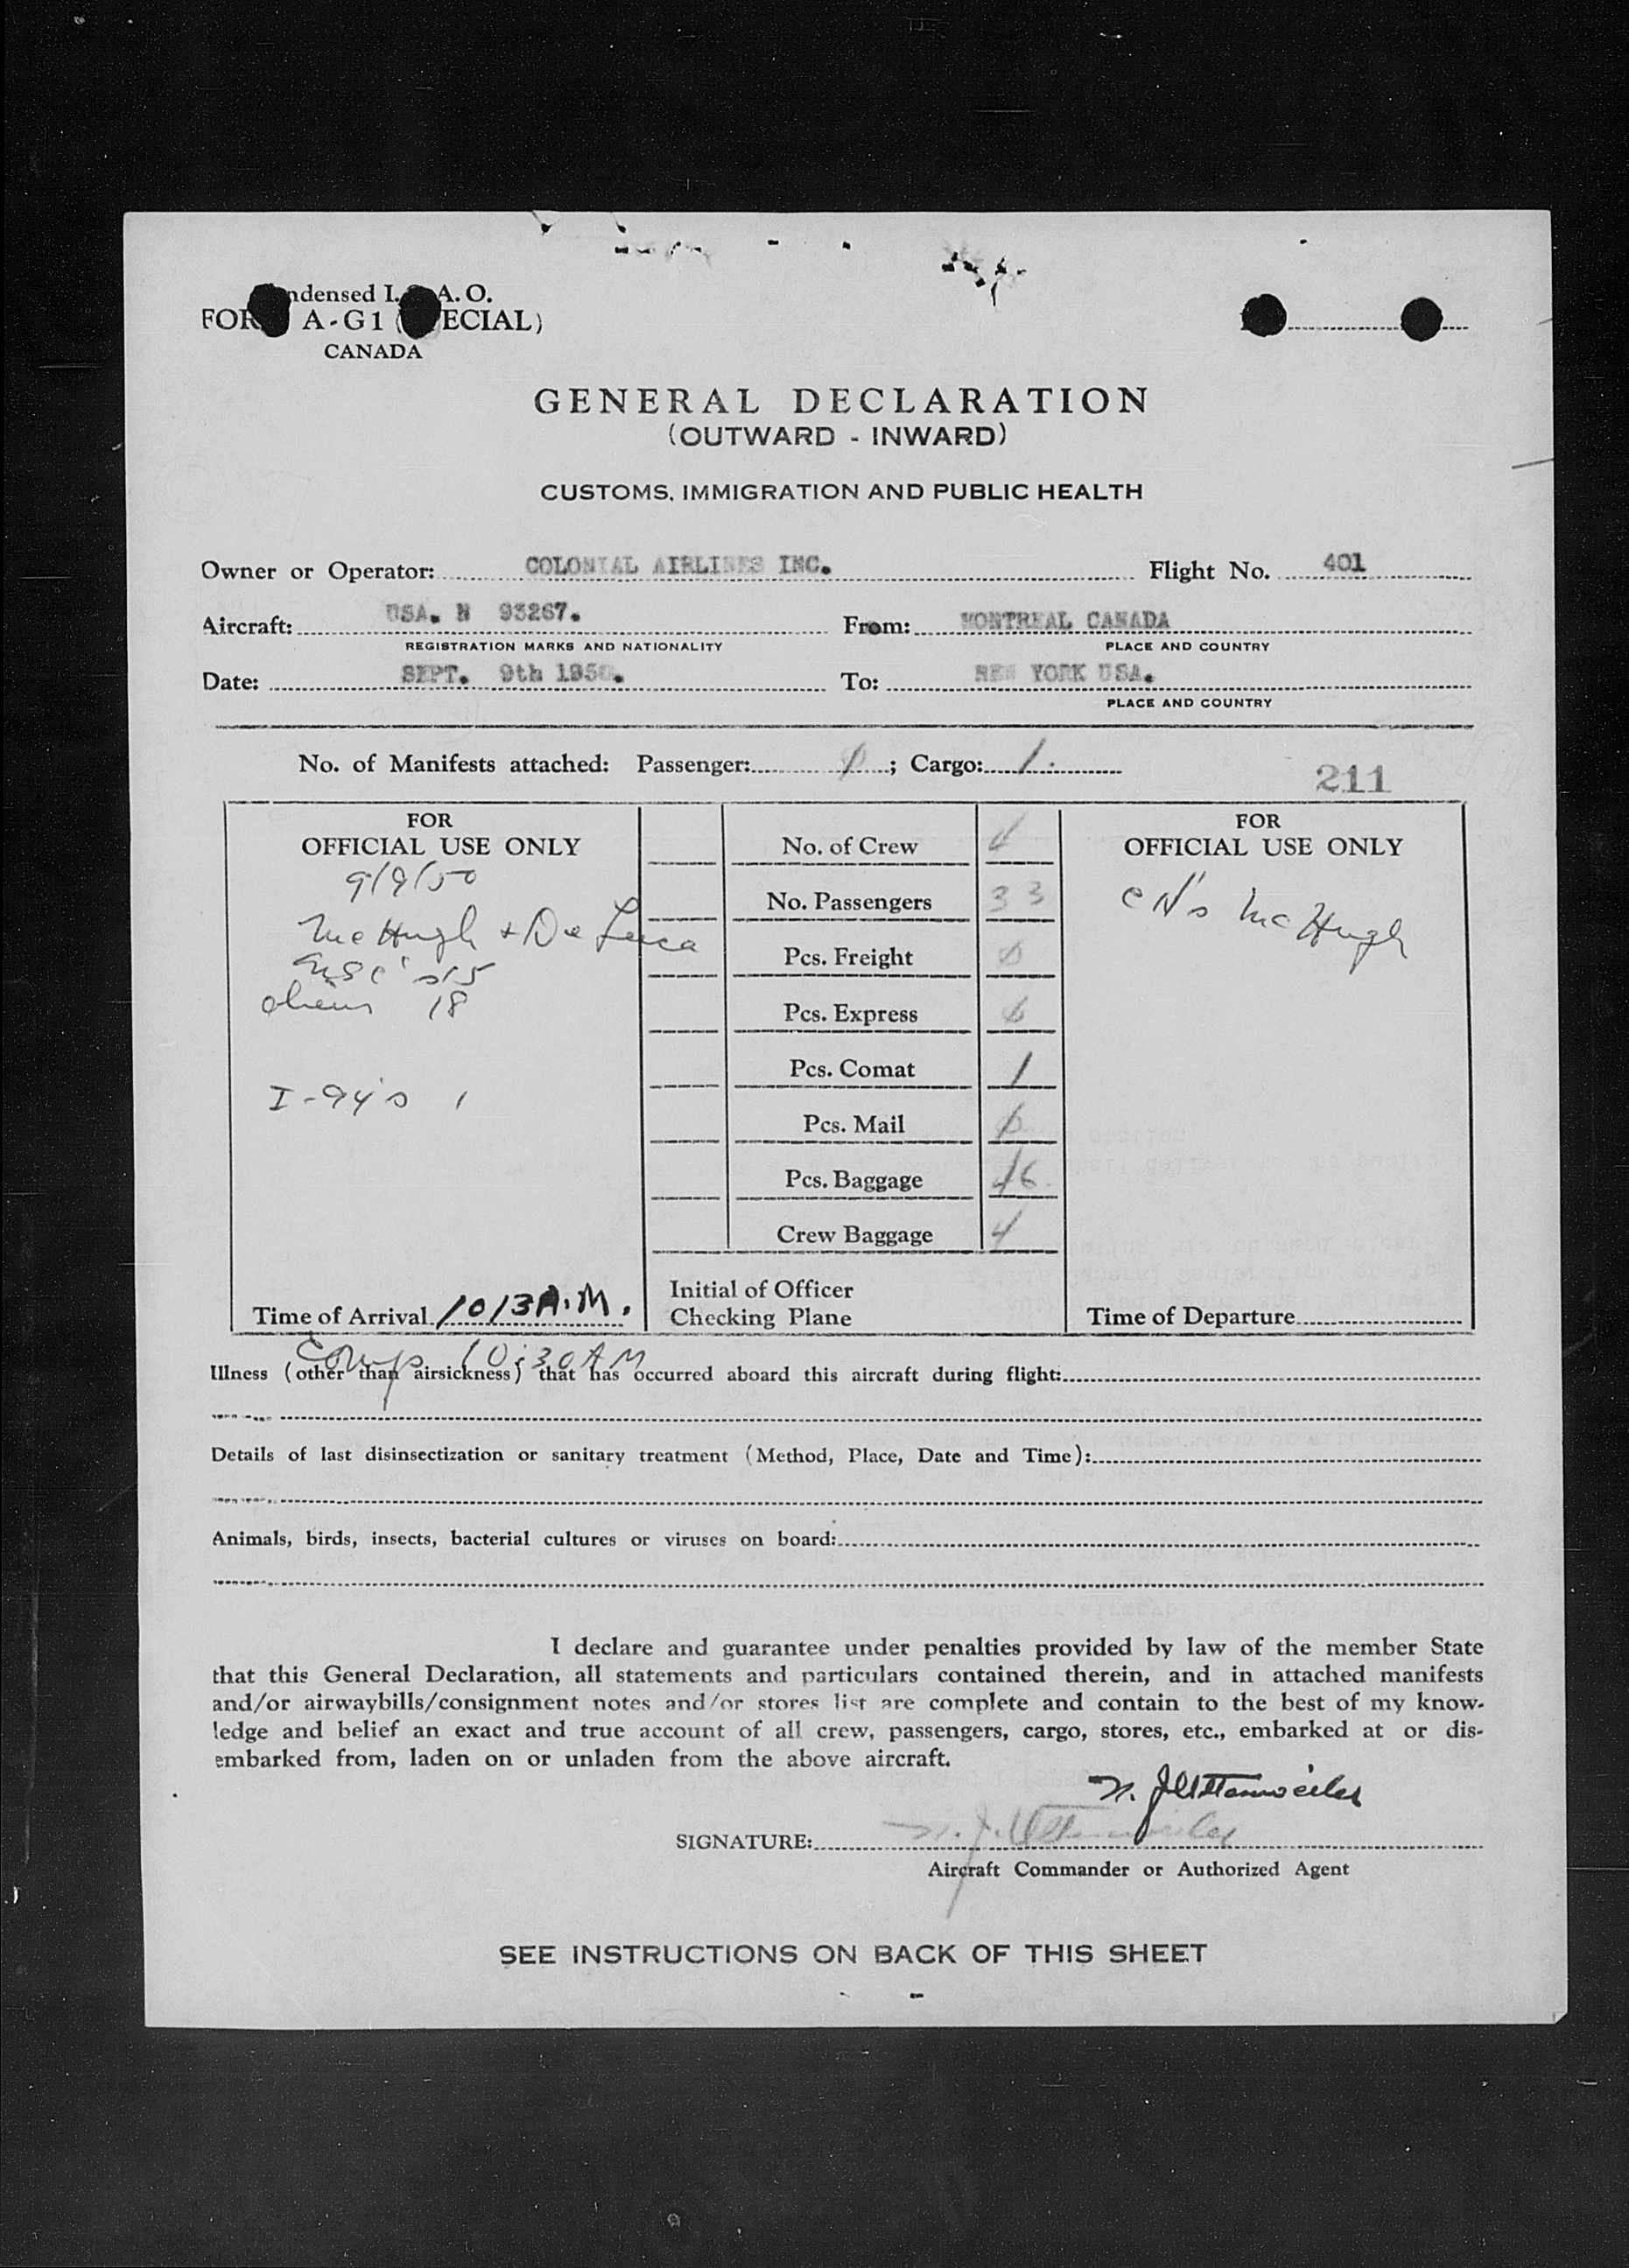 ndensed I. A. O.
FOR A-G1 ( ECIAL)
CANADA
GENERAL DECLARATION
(OUTWARD - INWARD)
CUSTOMS, IMMIGRATION AND PUBLIC HEALTH
Owner or Operator: COLONIAL AIRLINES INC. Flight No. 401
Aircraft: USA. N 93267. From: MONTREAL CANADA
REGISTRATION MARKS AND NATIONALITY PLACE AND COUNTRY
Date: SEPT. 9th 1950. To: NEW YORK USA.
PLACE AND COUNTRY
No. of Manifests attached: Passenger: ; Cargo: 1.
211
FOR
OFFICIAL USE ONLY
9/9/50
McHugh + De Luca
15
aliens 18
I-94's 1
Time of Arrival 1013 A.M.
No. of Crew 4
No. Passengers 33
Pcs. Freight 0
Pcs. Express 0
Pcs. Comat 1
Pcs. Mail 0
Pcs. Baggage 46
Crew Baggage 4
Initial of Officer
Checking Plane
FOR
OFFICIAL USE ONLY
McHugh
Time of Departure
Comp 10:30 AM
Illness (other than airsickness) that has occurred aboard this aircraft during flight:
Details of last disinsectization or sanitary treatment (Method, Place, Date and Time):
Animals, birds, insects, bacterial cultures or viruses on board:
I declare and guarantee under penalties provided by law of the member State
that this General Declaration, all statements and particulars contained therein, and in attached manifests
and/or airwaybills/consignment notes and/or stores list are complete and contain to the best of my know-
ledge and belief an exact and true account of all crew, passengers, cargo, stores, etc., embarked at or dis-
embarked from, laden on or unladen from the above aircraft.
SIGNATURE:
Aircraft Commander or Authorized Agent
SEE INSTRUCTIONS ON BACK OF THIS SHEET